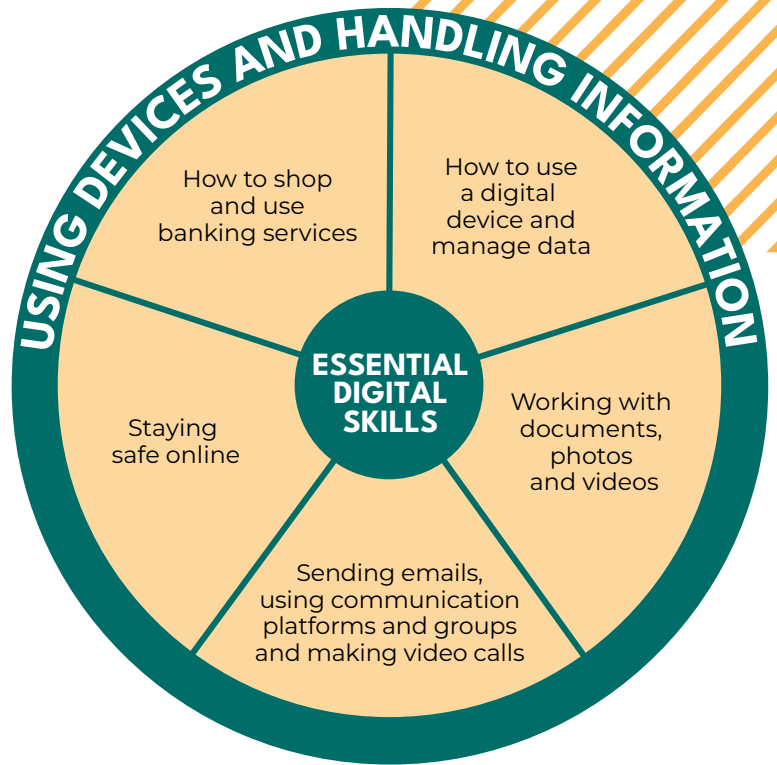 USING DEVICES AND HANDLING INFORMATION
How to shop
and use
banking services
How to use
a digital
device and
manage data
ESSENTIAL
DIGITAL
SKILLS
Staying
safe online
Working with
documents,
photos
and videos
Sending emails,
using communication
platforms and groups
and making video calls